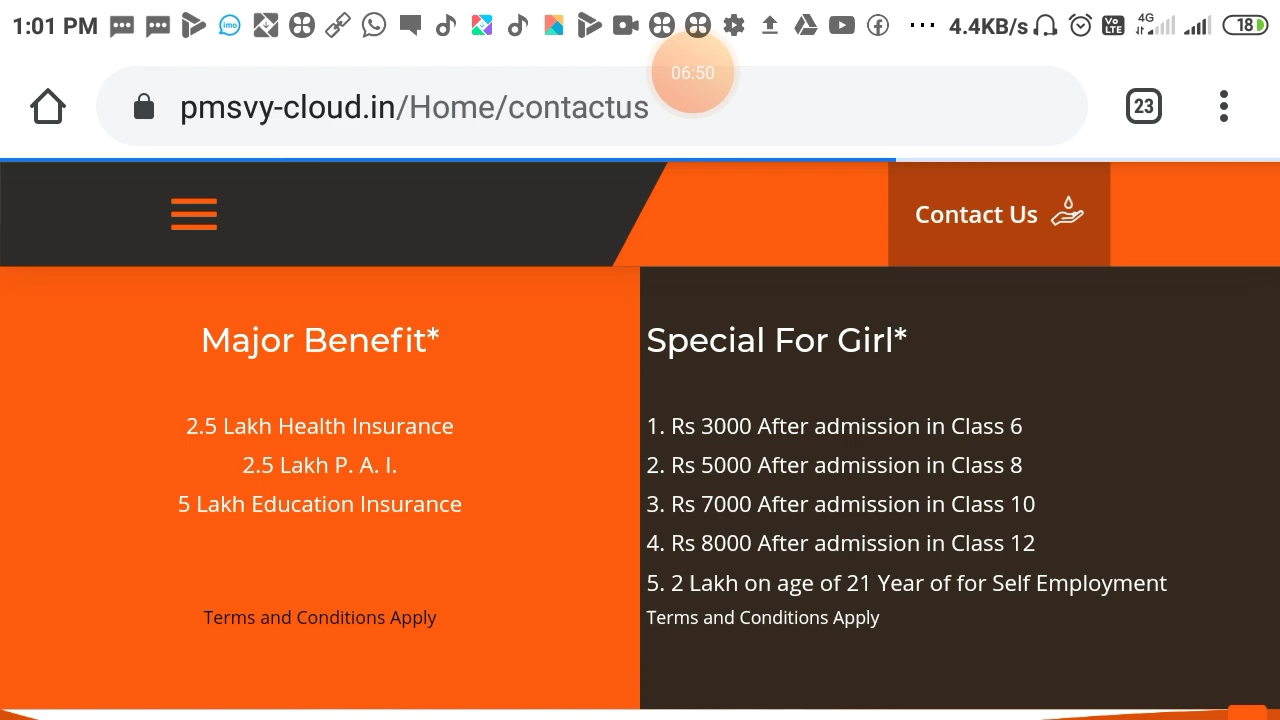 1:01 PM imo 4.4KB/s Vo LTE 4G 18
06:50
pmsvy-cloud.in/Home/contactus 23
Contact Us
Major Benefit*
2.5 Lakh Health Insurance
2.5 Lakh P. A. I.
5 Lakh Education Insurance
Terms and Conditions Apply
Special For Girl*
1. Rs 3000 After admission in Class 6
2. Rs 5000 After admission in Class 8
3. Rs 7000 After admission in Class 10
4. Rs 8000 After admission in Class 12
5. 2 Lakh on age of 21 Year of for Self Employment
Terms and Conditions Apply